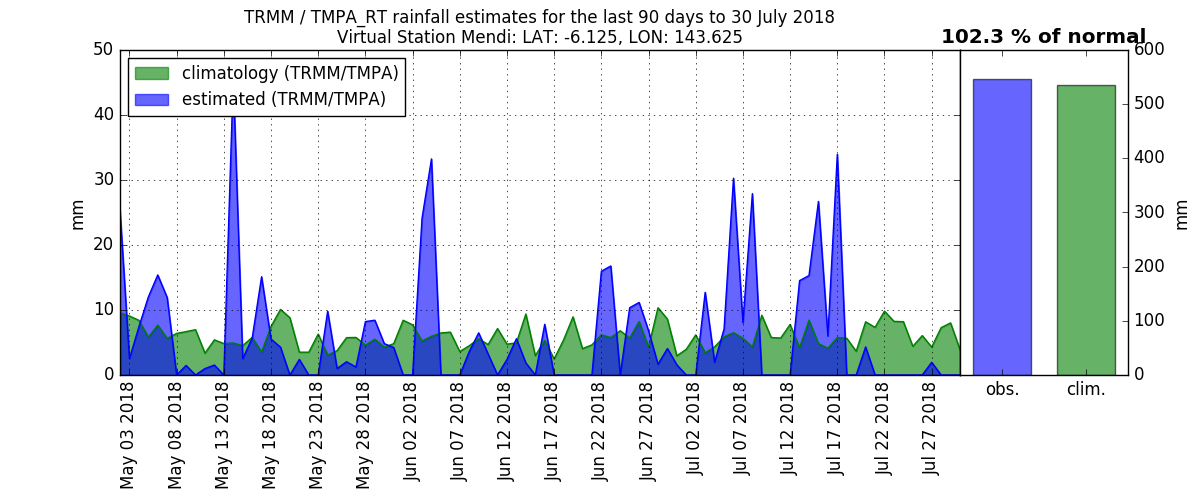 TRMM / TMPA_RT rainfall estimates for the last 90 days to 30 July 2018
Virtual Station Mendi: LAT: -6.125, LON: 143.625
102.3 % of normal
climatology (TRMM/TMPA)
estimated (TRMM/TMPA)
50
40
30
20
10
0
mm
May 03 2018
May 08 2018
May 13 2018
May 18 2018
May 23 2018
May 28 2018
Jun 02 2018
Jun 07 2018
Jun 12 2018
Jun 17 2018
Jun 22 2018
Jun 27 2018
Jul 02 2018
Jul 07 2018
Jul 12 2018
Jul 17 2018
Jul 22 2018
Jul 27 2018
obs.
clim.
600
500
400
300
200
100
0
mm